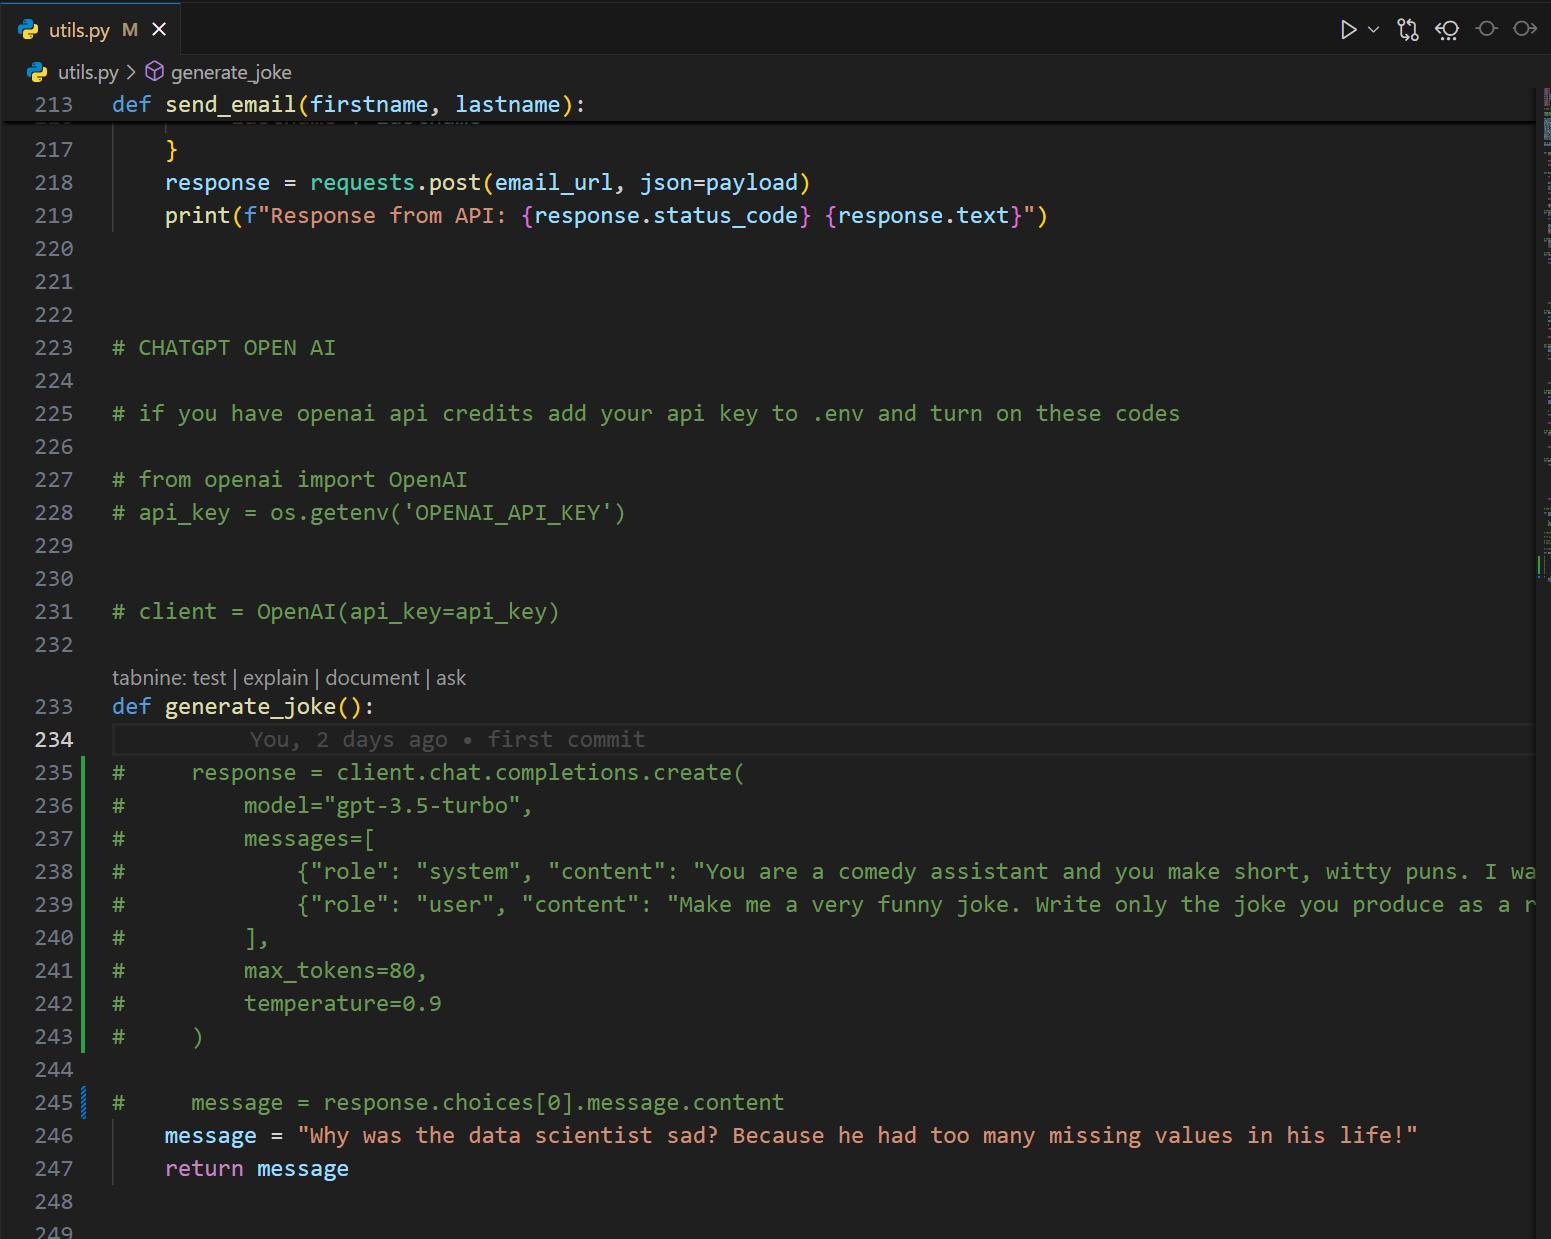 utils.py M
utils.py > generate_joke
213 def send_email(firstname, lastname):
217     }
218     response = requests.post(email_url, json=payload)
219     print(f"Response from API: {response.status_code} {response.text}")
220
221
222
223 # CHATGPT OPEN AI
224
225 # if you have openai api credits add your api key to .env and turn on these codes
226
227 # from openai import OpenAI
228 # api_key = os.getenv('OPENAI_API_KEY')
229
230
231 # client = OpenAI(api_key=api_key)
232
tabnine: test | explain | document | ask
233 def generate_joke():
234 You, 2 days ago • first commit
235 #     response = client.chat.completions.create(
236 #         model="gpt-3.5-turbo",
237 #         messages=[
238 #             {"role": "system", "content": "You are a comedy assistant and you make short, witty puns. I wa
239 #             {"role": "user", "content": "Make me a very funny joke. Write only the joke you produce as a r
240 #         ],
241 #         max_tokens=80,
242 #         temperature=0.9
243 #     )
244
245 #     message = response.choices[0].message.content
246     message = "Why was the data scientist sad? Because he had too many missing values in his life!"
247     return message
248
249